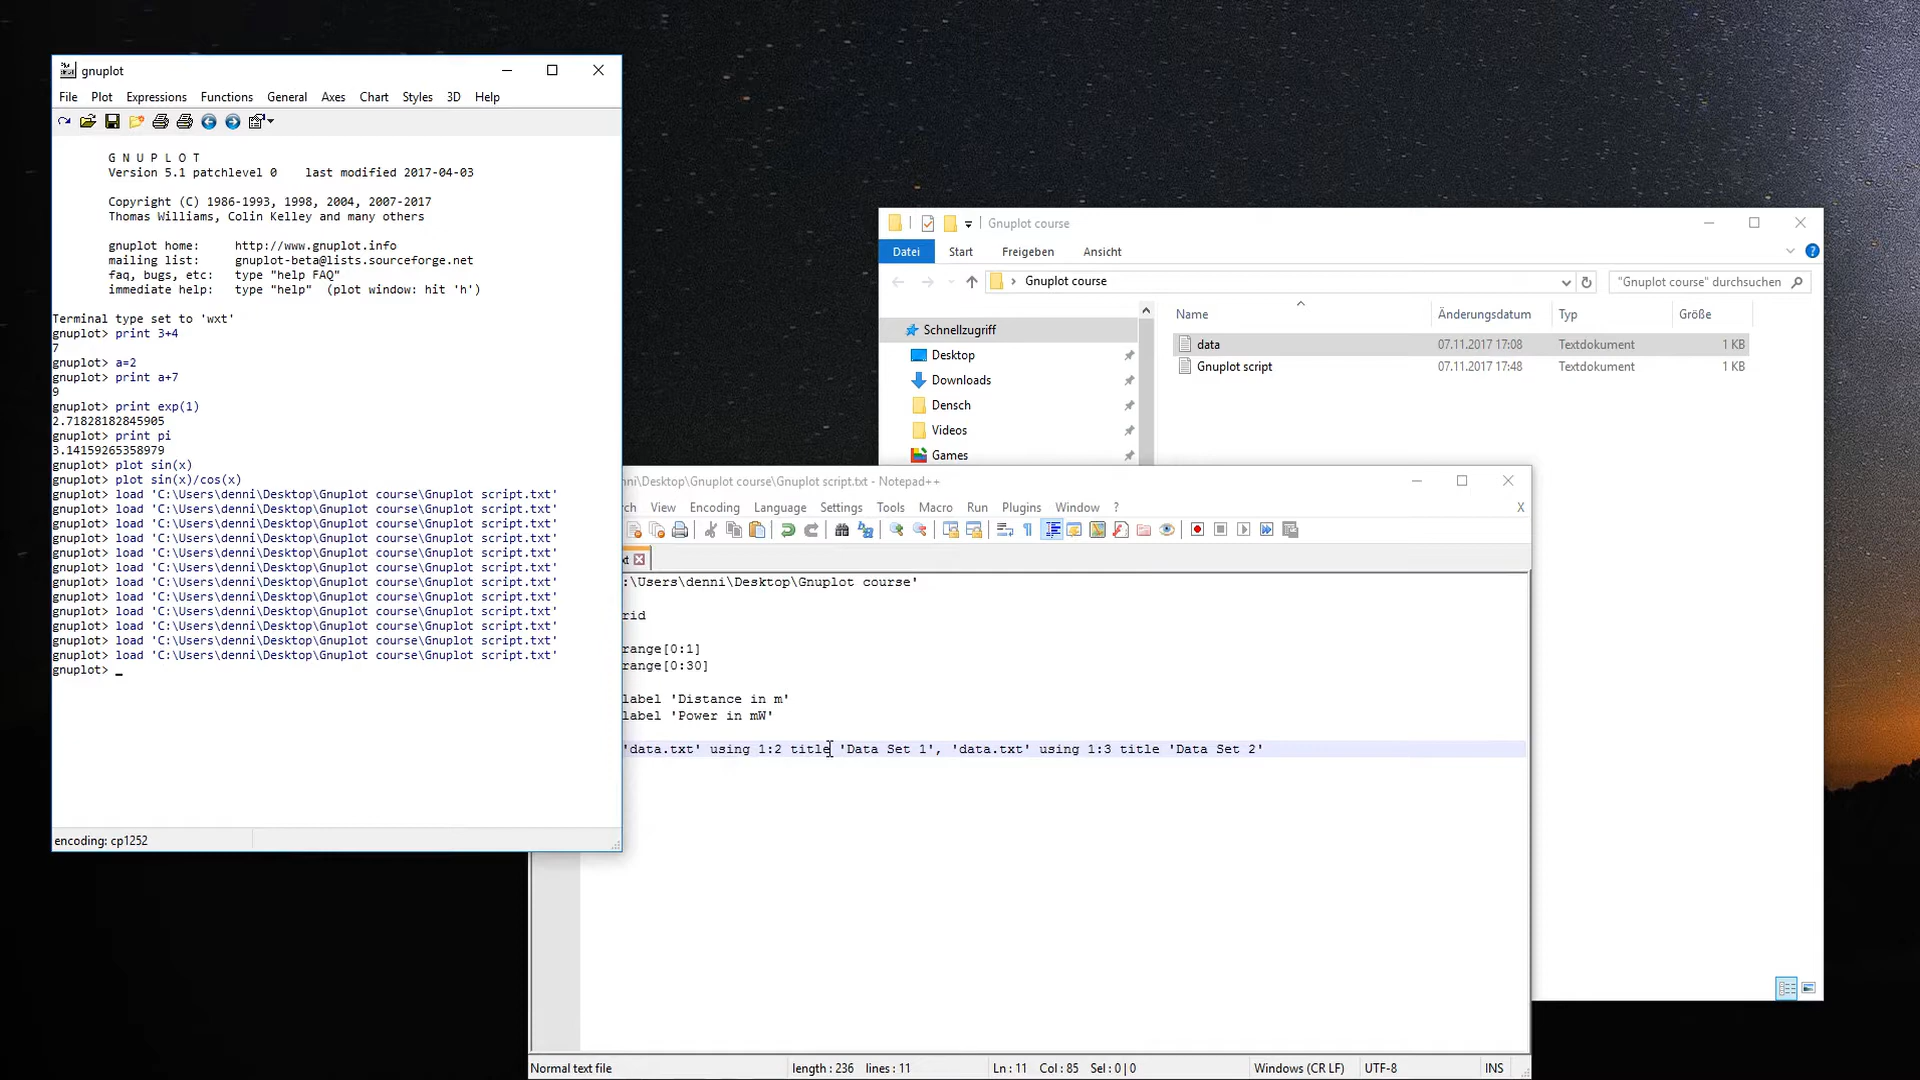 gnuplot
File Plot Expressions Functions General Axes Chart Styles 3D Help
G N U P L O T
Version 5.1 patchlevel 0 last modified 2017-04-03
Copyright (C) 1986-1993, 1998, 2004, 2007-2017
Thomas Williams, Colin Kelley and many others
gnuplot home: http://www.gnuplot.info
mailing list: gnuplot-beta@lists.sourceforge.net
faq, bugs, etc: type "help FAQ"
immediate help: type "help" (plot window: hit 'h')
Terminal type set to 'wxt'
gnuplot> print 3+4
7
gnuplot> a=2
gnuplot> print a+7
9
gnuplot> print exp(1)
2.71828182845905
gnuplot> print pi
3.14159265358979
gnuplot> plot sin(x)
gnuplot> plot sin(x)/cos(x)
gnuplot> load 'C:\Users\denni\Desktop\Gnuplot course\Gnuplot script.txt'
gnuplot> load 'C:\Users\denni\Desktop\Gnuplot course\Gnuplot script.txt'
gnuplot> load 'C:\Users\denni\Desktop\Gnuplot course\Gnuplot script.txt'
gnuplot> load 'C:\Users\denni\Desktop\Gnuplot course\Gnuplot script.txt'
gnuplot> load 'C:\Users\denni\Desktop\Gnuplot course\Gnuplot script.txt'
gnuplot> load 'C:\Users\denni\Desktop\Gnuplot course\Gnuplot script.txt'
gnuplot> load 'C:\Users\denni\Desktop\Gnuplot course\Gnuplot script.txt'
gnuplot> load 'C:\Users\denni\Desktop\Gnuplot course\Gnuplot script.txt'
gnuplot> load 'C:\Users\denni\Desktop\Gnuplot course\Gnuplot script.txt'
gnuplot> load 'C:\Users\denni\Desktop\Gnuplot course\Gnuplot script.txt'
gnuplot> load 'C:\Users\denni\Desktop\Gnuplot course\Gnuplot script.txt'
gnuplot> load 'C:\Users\denni\Desktop\Gnuplot course\Gnuplot script.txt'
gnuplot> _
encoding: cp1252
Gnuplot course
Datei Start Freigeben Ansicht
Gnuplot course
"Gnuplot course" durchsuchen
Schnellzugriff
Desktop
Downloads
Densch
Videos
Games
Name Änderungsdatum Typ Größe
data 07.11.2017 17:08 Textdokument 1 KB
Gnuplot script 07.11.2017 17:48 Textdokument 1 KB
nni\Desktop\Gnuplot course\Gnuplot script.txt - Notepad++
rch View Encoding Language Settings Tools Macro Run Plugins Window ? X
xt
:\Users\denni\Desktop\Gnuplot course'
rid
range[0:1]
range[0:30]
label 'Distance in m'
label 'Power in mW'
'data.txt' using 1:2 title 'Data Set 1', 'data.txt' using 1:3 title 'Data Set 2'
Normal text file length : 236 lines : 11 Ln : 11 Col : 85 Sel : 0 | 0 Windows (CR LF) UTF-8 INS